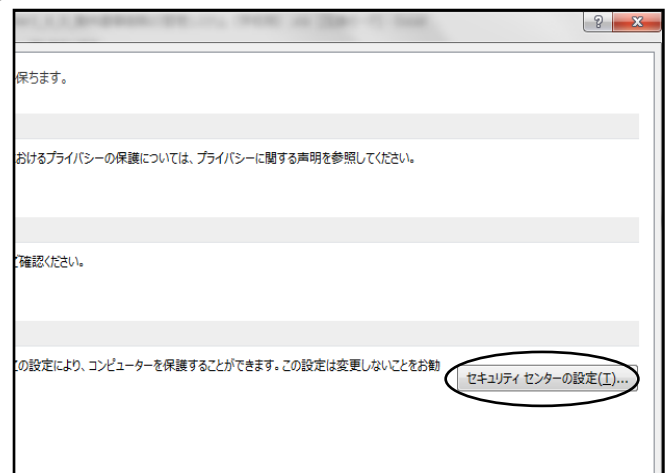 保ちます。
おけるプライバシーの保護については、プライバシーに関する声明を参照してください。
ご確認ください。
この設定により、コンピューターを保護することができます。この設定は変更しないことをお勧
セキュリティ センターの設定(T)...